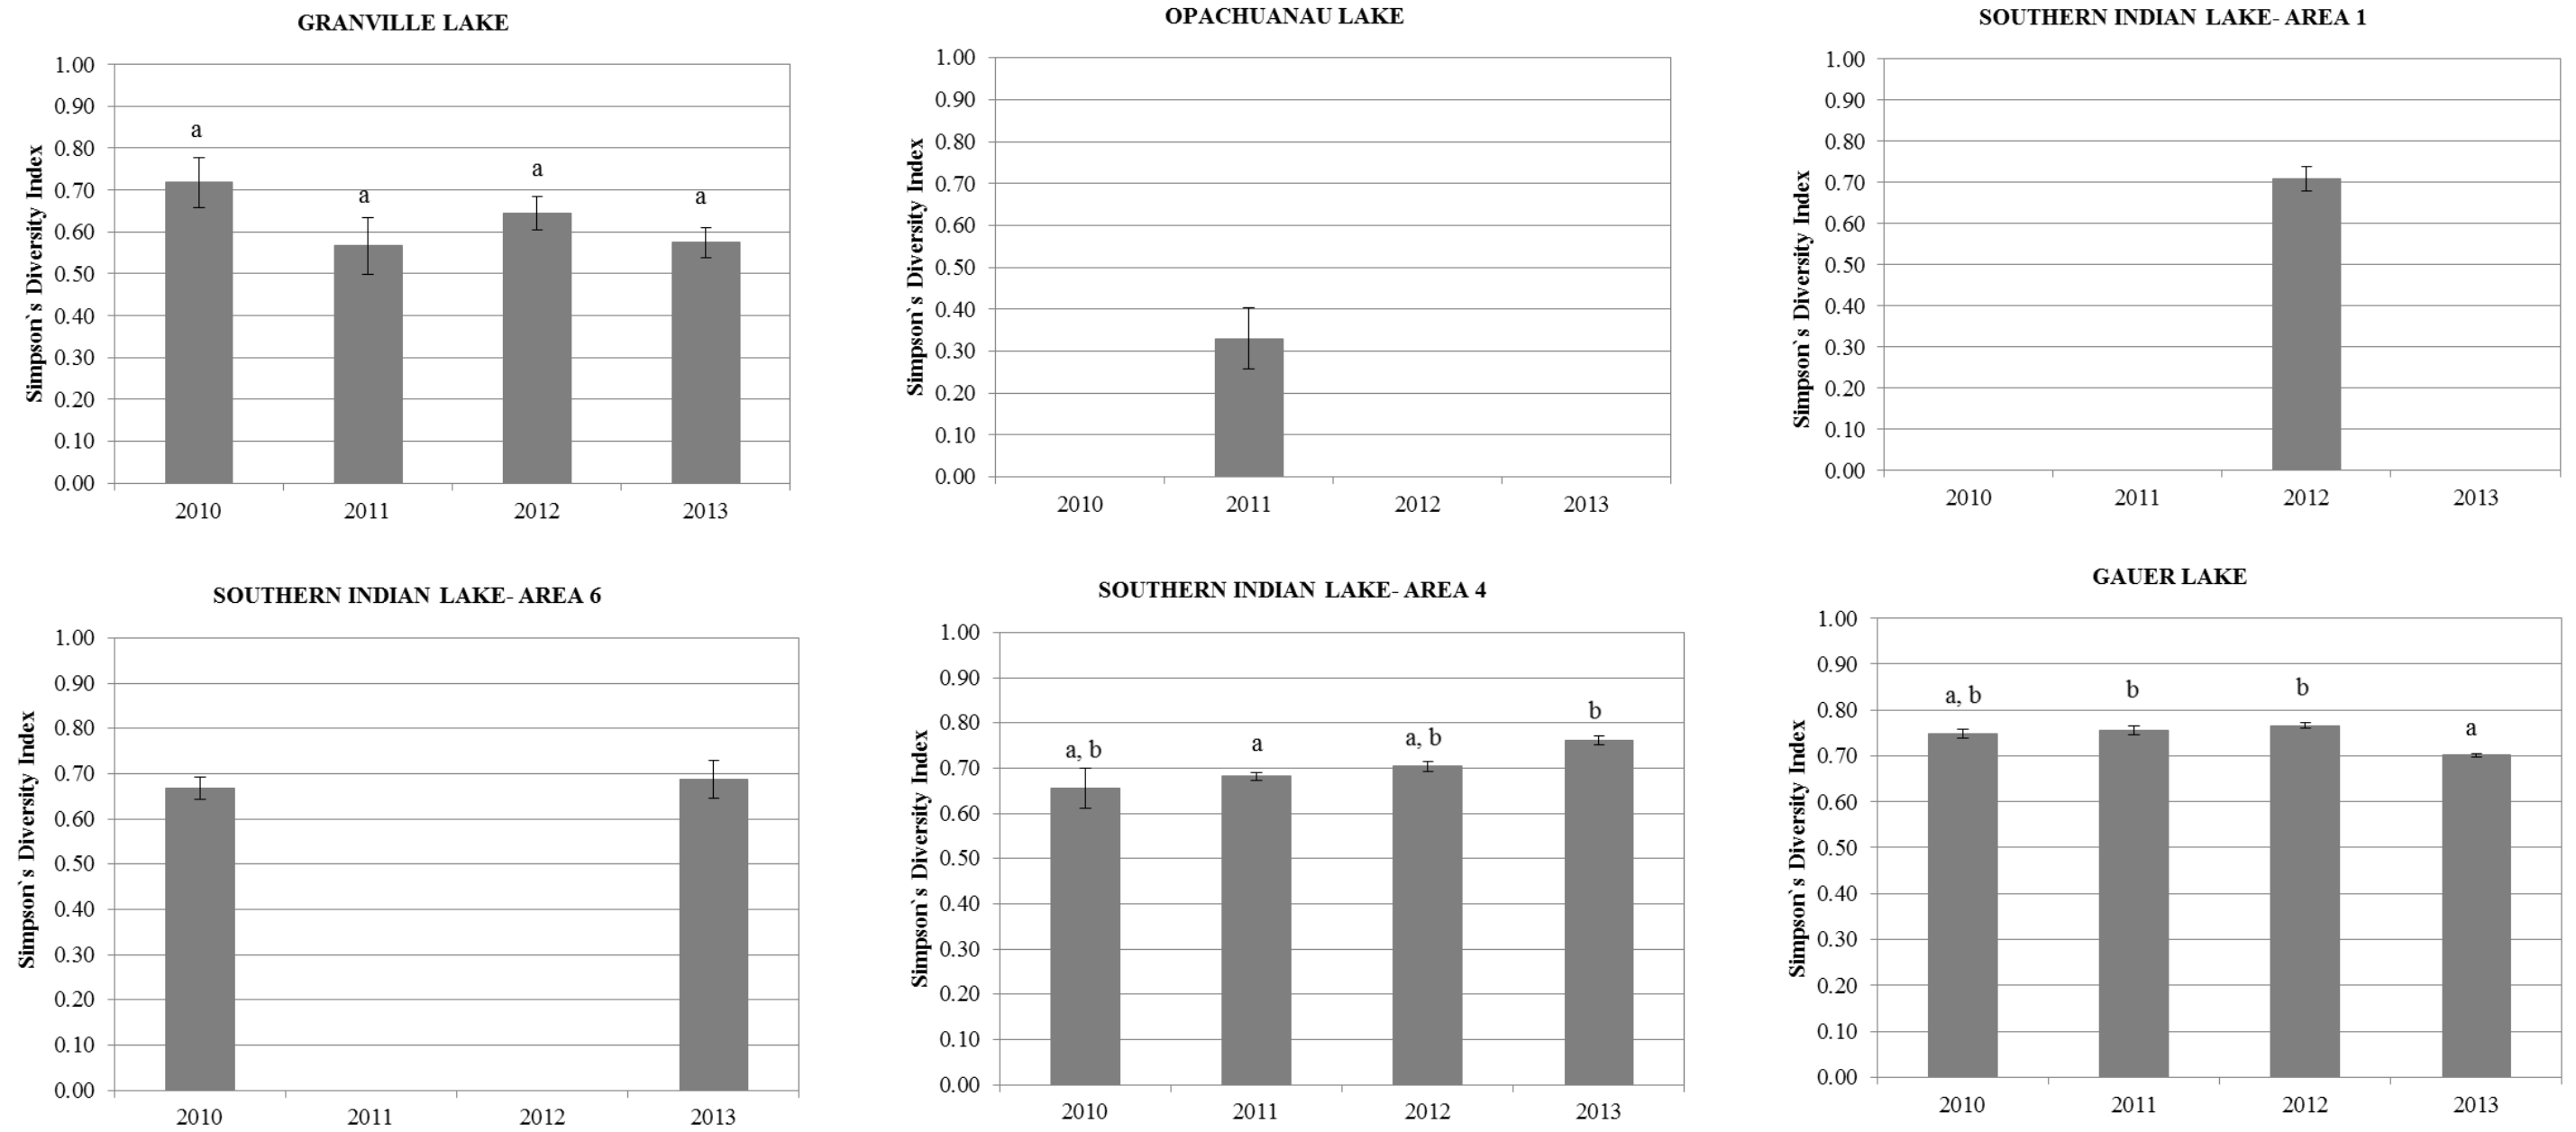 GRANVILLE LAKE
Simpson`s Diversity Index
1.00
0.90
0.80
0.70
0.60
0.50
0.40
0.30
0.20
0.10
0.00
a
a
a
a
2010 2011 2012 2013
OPACHUANAU LAKE
Simpson`s Diversity Index
1.00
0.90
0.80
0.70
0.60
0.50
0.40
0.30
0.20
0.10
0.00
2010 2011 2012 2013
SOUTHERN INDIAN LAKE- AREA 1
Simpson`s Diversity Index
1.00
0.90
0.80
0.70
0.60
0.50
0.40
0.30
0.20
0.10
0.00
2010 2011 2012 2013
SOUTHERN INDIAN LAKE- AREA 6
Simpson`s Diversity Index
1.00
0.90
0.80
0.70
0.60
0.50
0.40
0.30
0.20
0.10
0.00
2010 2011 2012 2013
SOUTHERN INDIAN LAKE- AREA 4
Simpson`s Diversity Index
1.00
0.90
0.80
0.70
0.60
0.50
0.40
0.30
0.20
0.10
0.00
a, b
a
a, b
b
2010 2011 2012 2013
GAUER LAKE
Simpson`s Diversity Index
1.00
0.90
0.80
0.70
0.60
0.50
0.40
0.30
0.20
0.10
0.00
a, b
b
b
a
2010 2011 2012 2013